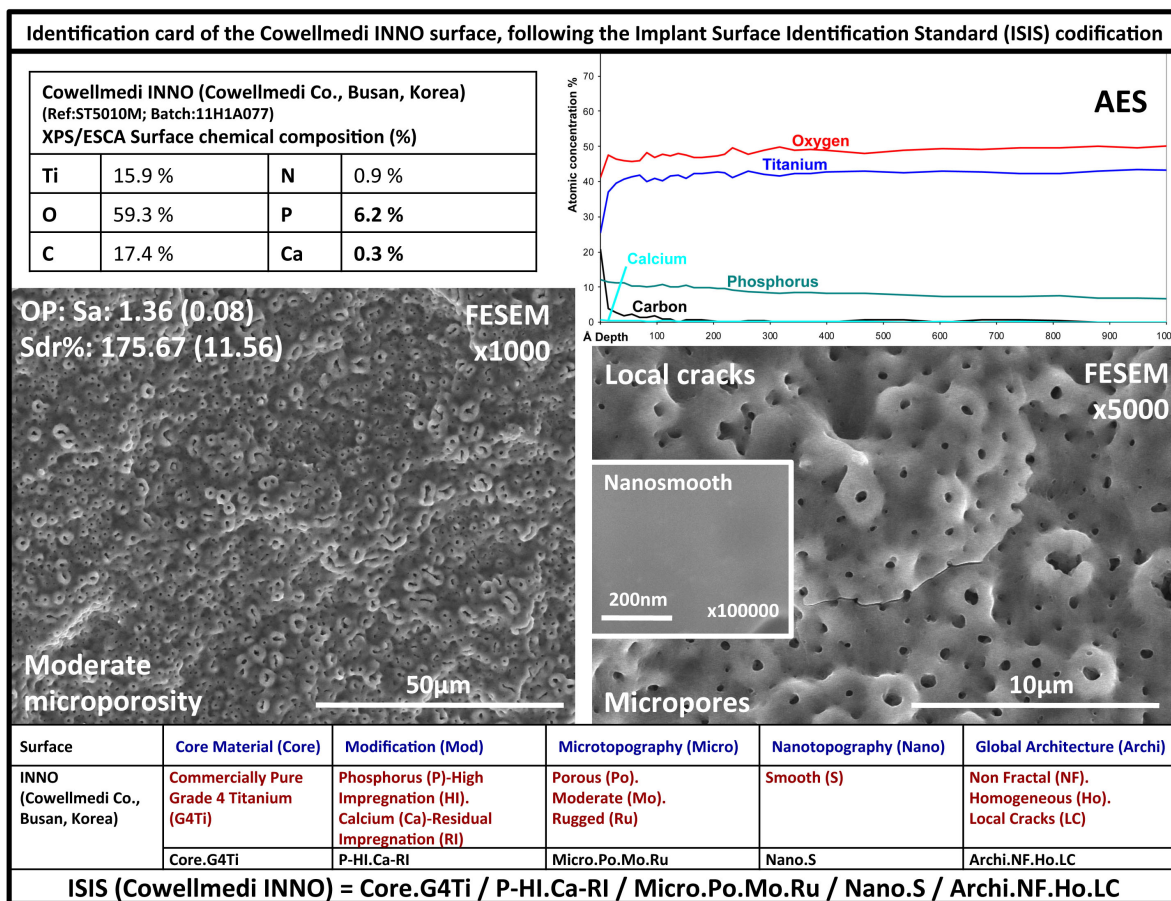 Identification card of the Cowellmedi INNO surface, following the Implant Surface Identification Standard (ISIS) codification
Cowellmedi INNO (Cowellmedi Co., Busan, Korea)
(Ref:ST5010M; Batch:11H1A077)
XPS/ESCA Surface chemical composition (%)
Ti 15.9 % N 0.9 %
O 59.3 % P 6.2 %
C 17.4 % Ca 0.3 %
AES
Atomic concentration %
70
60
50
40
30
20
10
0
Oxygen
Titanium
Calcium
Phosphorus
Carbon
Å Depth 100 200 300 400 500 600 700 800 900 100
OP: Sa: 1.36 (0.08)
Sdr%: 175.67 (11.56)
FESEM
x1000
Moderate
microporosity
50µm
Local cracks
FESEM
x5000
Nanosmooth
200nm
x100000
Micropores
10µm
Surface Core Material (Core) Modification (Mod) Microtopography (Micro) Nanotopography (Nano) Global Architecture (Archi)
INNO Commercially Pure Phosphorus (P)-High Porous (Po). Smooth (S) Non Fractal (NF).
(Cowellmedi Co., Grade 4 Titanium Impregnation (HI). Moderate (Mo). Homogeneous (Ho).
Busan, Korea) (G4Ti) Calcium (Ca)-Residual Rugged (Ru) Local Cracks (LC)
Impregnation (RI)
Core.G4Ti P-HI.Ca-RI Micro.Po.Mo.Ru Nano.S Archi.NF.Ho.LC
ISIS (Cowellmedi INNO) = Core.G4Ti / P-HI.Ca-RI / Micro.Po.Mo.Ru / Nano.S / Archi.NF.Ho.LC